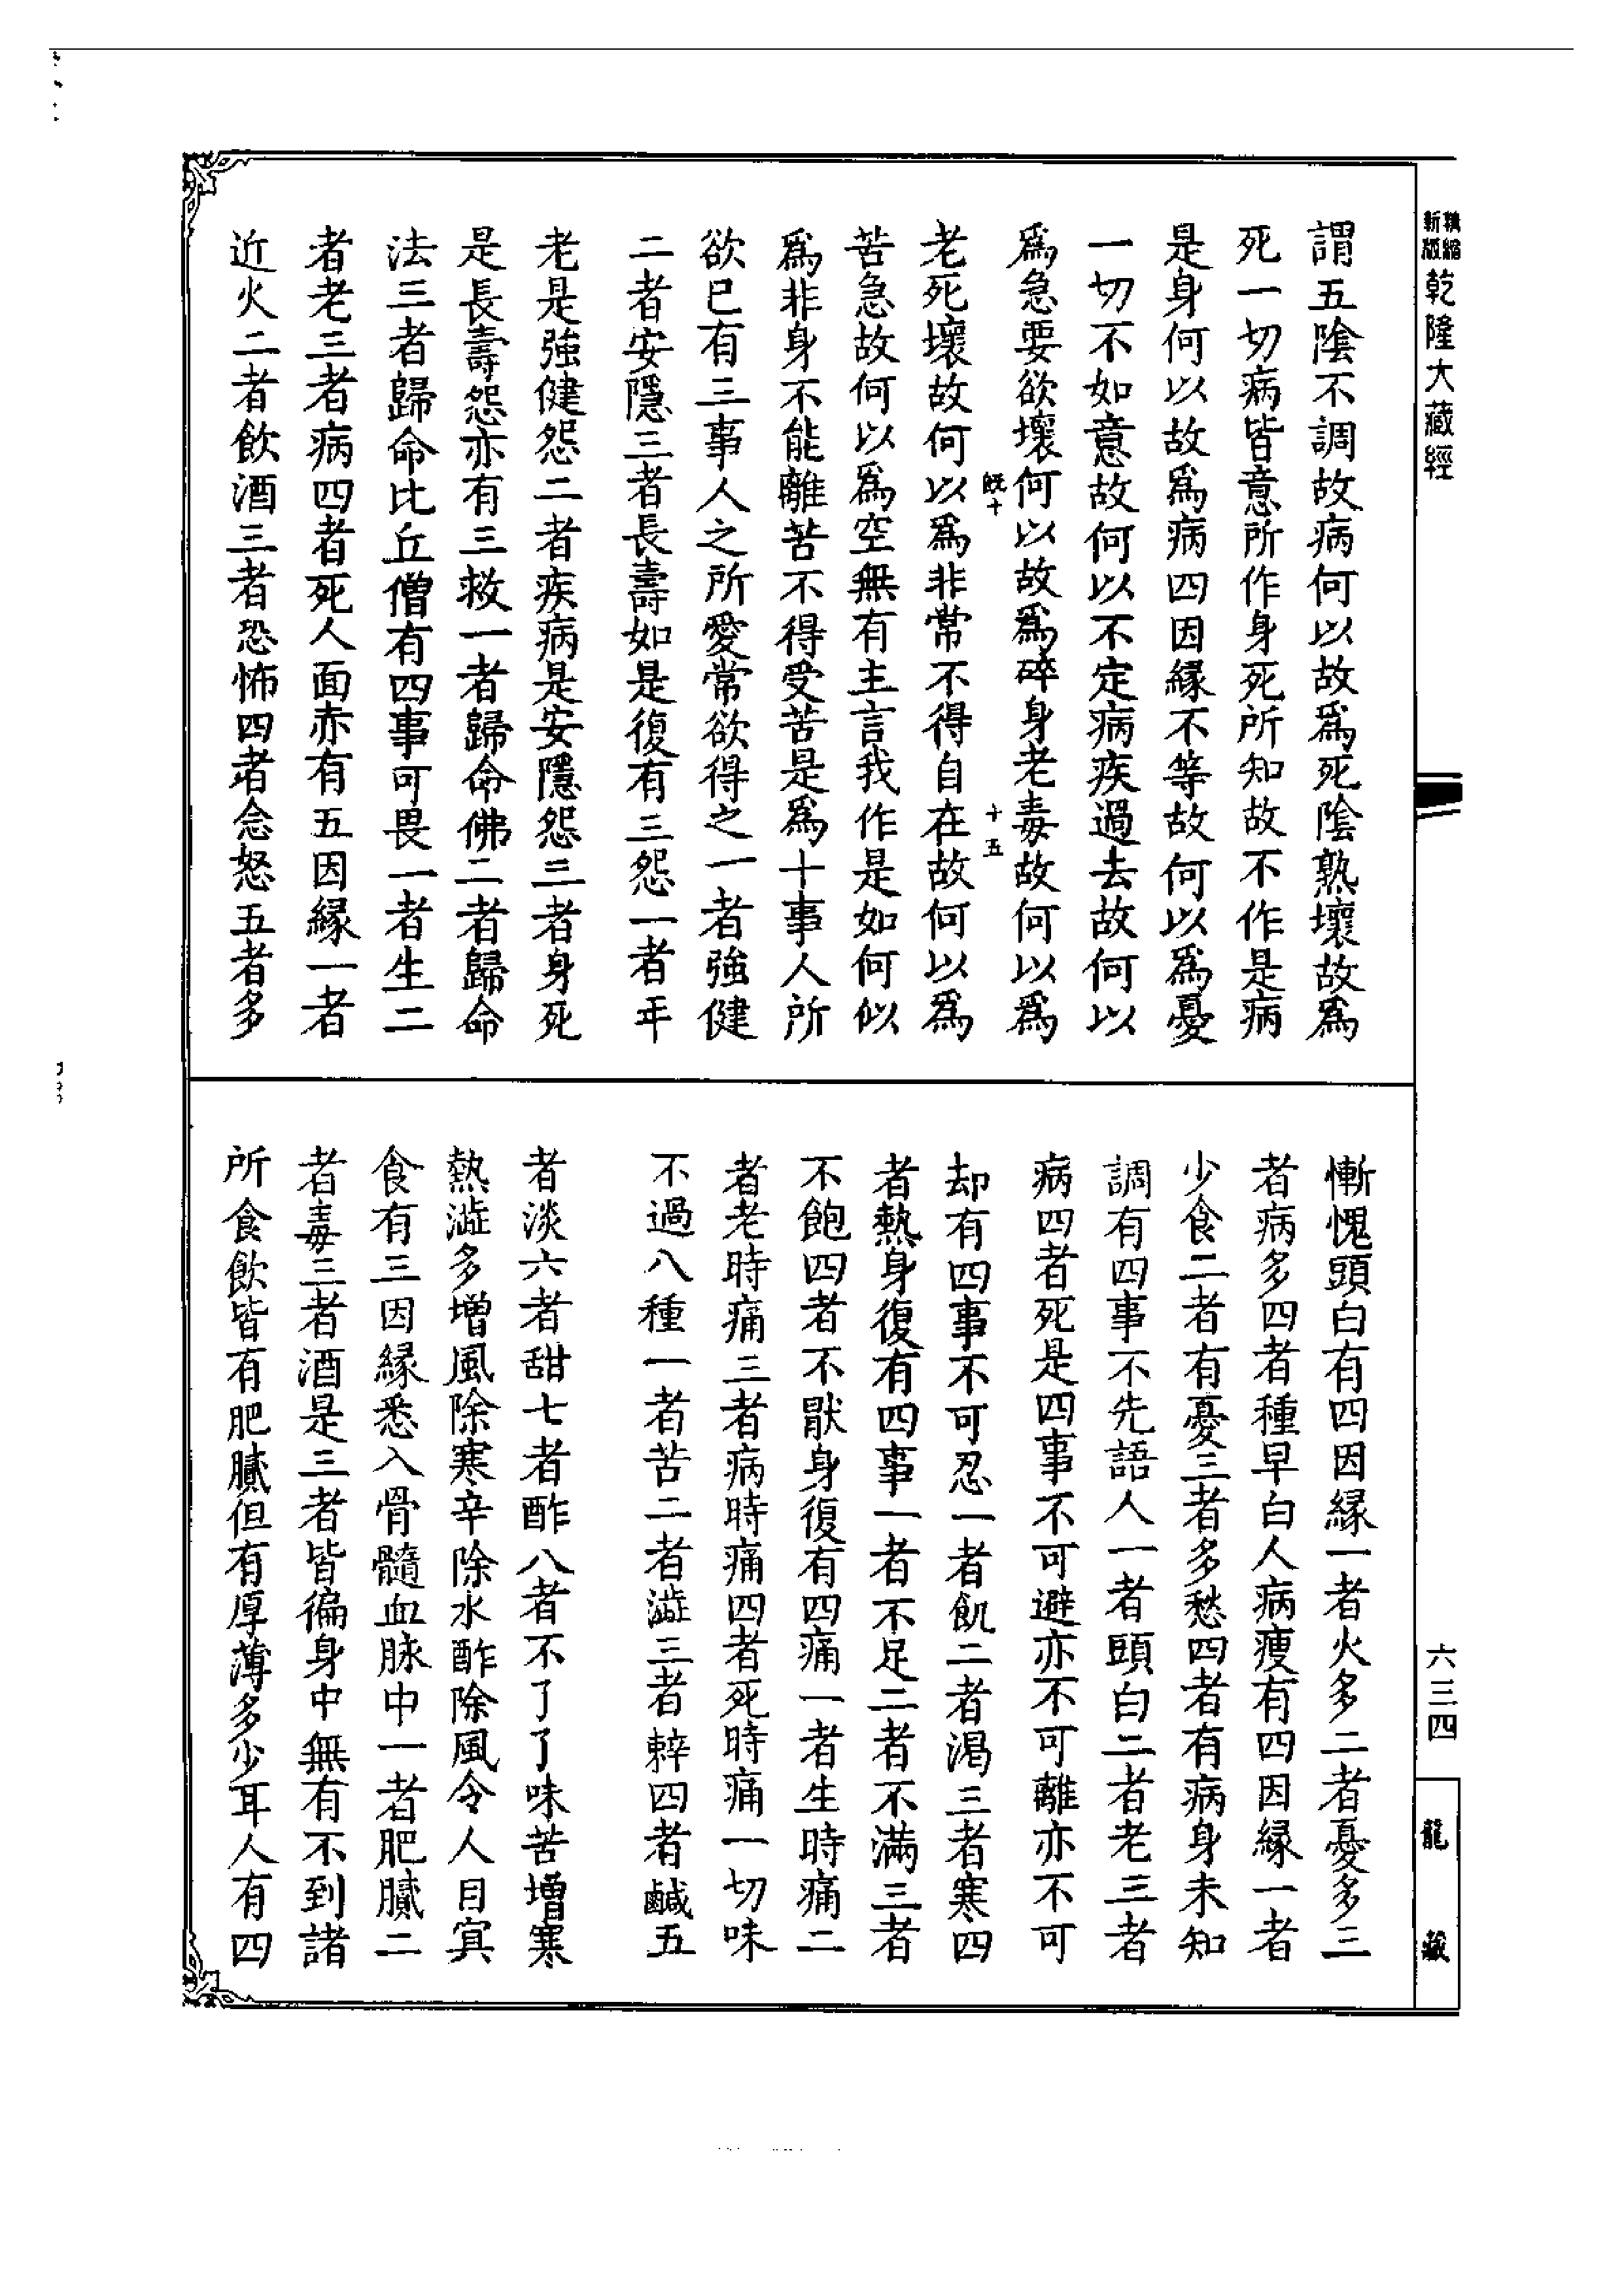 新版精縮乾隆大藏經
謂五陰不調故病何以故爲死陰熟壞故爲
死一切病皆意所作身死所知故不作是病
是身何以故爲病四因緣不等故何以爲憂
一切不如意故何以不定病疾過去故何以
爲急要欲壞何以故爲碎身老毒故何以爲
既十 十五
老死壞故何以爲非常不得自在故何以爲
苦急故何以爲空無有主言我作是如何似
爲非身不能離苦不得受苦是爲十事人所
欲已有三事人之所愛常欲得之一者強健
二者安隱三者長壽如是復有三怨一者年
老是強健怨二者疾病是安隱怨三者身死
是長壽怨亦有三救一者歸命佛二者歸命
法三者歸命比丘僧有四事可畏一者生二
者老三者病四者死人面赤有五因緣一者
近火二者飲酒三者恐怖四者念怒五者多
慚愧頭白有四因緣一者火多二者憂多三
者病多四者種早白人病瘦有四因緣一者
少食二者有憂三者多愁四者有病身未知
調有四事不先語人一者頭白二者老三者
病四者死是四事不可避亦不可離亦不可
却有四事不可忍一者飢二者渴三者寒四
者熱身復有四事一者不足二者不滿三者
不飽四者不猒身復有四痛一者生時痛二
者老時痛三者病時痛四者死時痛一切味
不過八種一者苦二者澁三者辢四者鹹五
者淡六者甜七者酢八者不了了味苦增寒
熱澁多增風除寒辛除水酢除風令人目𡨋
食有三因緣悉入骨髓血脉中一者肥膩二
者毒三者酒是三者皆徧身中無有不到諸
所食飲皆有肥膩但有厚薄多少耳人有四
六三四
龍藏